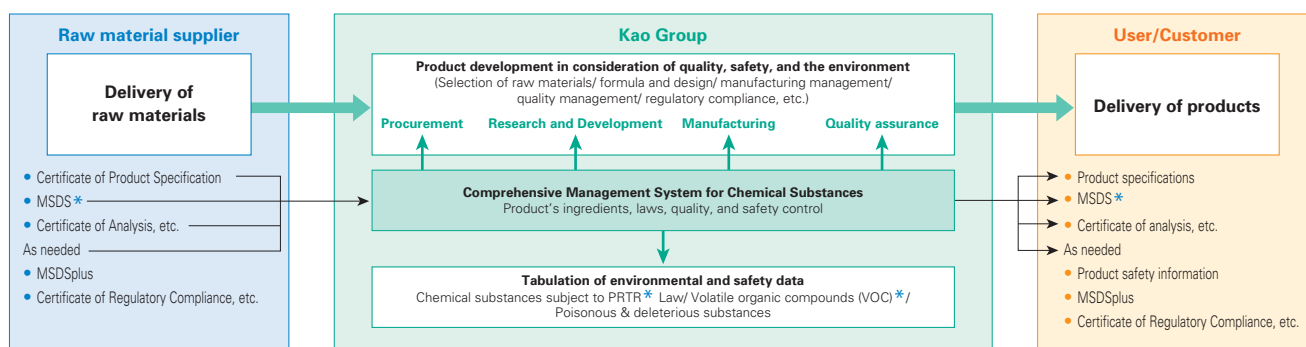 Raw material supplier
Delivery of
raw materials
• Certificate of Product Specification
• MSDS*
• Certificate of Analysis, etc.
As needed
• MSDSplus
• Certificate of Regulatory Compliance, etc.
Kao Group
Product development in consideration of quality, safety, and the environment
(Selection of raw materials/ formula and design/ manufacturing management/
quality management/ regulatory compliance, etc.)
Procurement Research and Development Manufacturing Quality assurance
Comprehensive Management System for Chemical Substances
Product's ingredients, laws, quality, and safety control
Tabulation of environmental and safety data
Chemical substances subject to PRTR* Law/ Volatile organic compounds (VOC)*/
Poisonous & deleterious substances
User/Customer
Delivery of products
• Product specifications
• MSDS*
• Certificate of analysis, etc.
As needed
• Product safety information
• MSDSplus
• Certificate of Regulatory Compliance, etc.